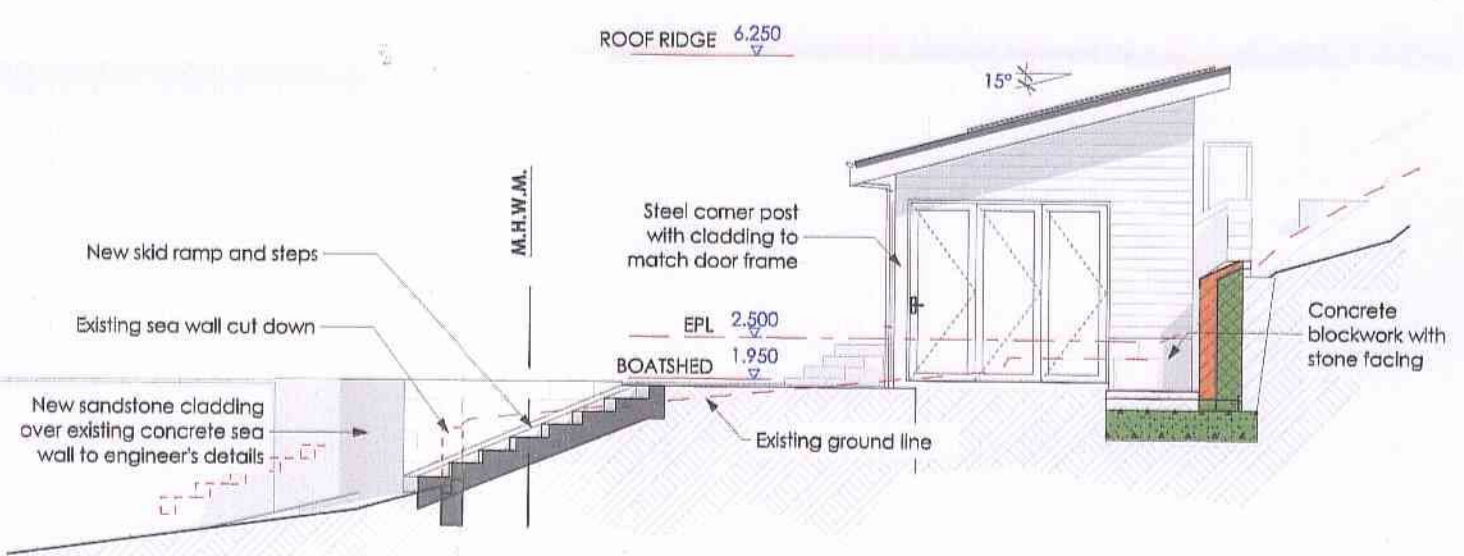 ROOF RIDGE 6.250
15°
M.H.W.M.
Steel corner post
with cladding to
match door frame
New skid ramp and steps
Existing sea wall cut down
EPL 2.500
BOATSHED 1.950
Concrete
blockwork with
stone facing
New sandstone cladding
over existing concrete sea
wall to engineer's details
Existing ground line